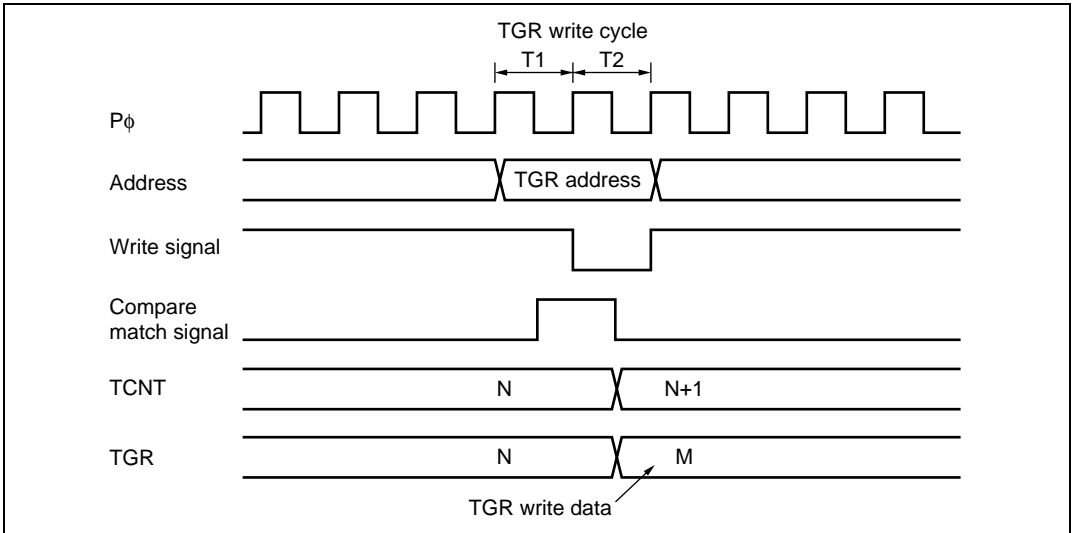 TGR write cycle
T1 T2
Pϕ
Address TGR address
Write signal
Compare
match signal
TCNT N N+1
TGR N M
TGR write data